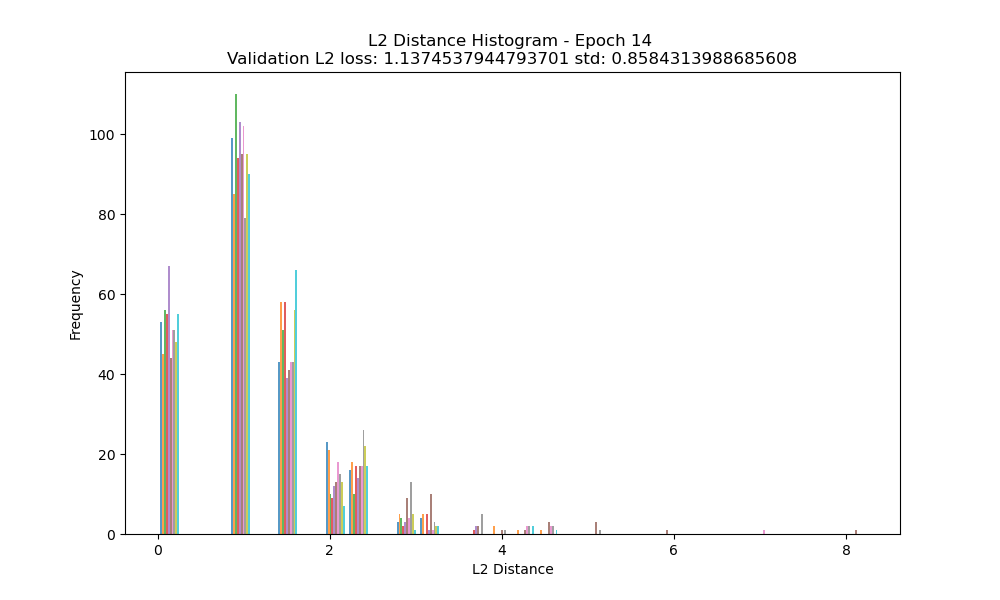 L2 Distance Histogram - Epoch 14
Validation L2 loss: 1.1374537944793701 std: 0.8584313988685608
Frequency
100
80
60
40
20
0
0 2 4 6 8
L2 Distance